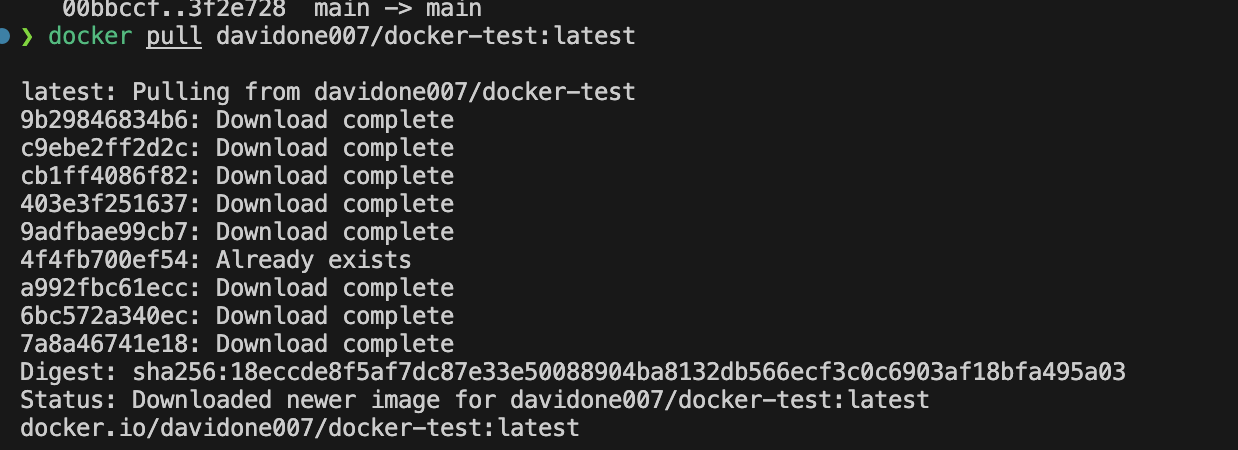 00bbccf..3f2e728  main -> main
❯ docker pull davidone007/docker-test:latest
latest: Pulling from davidone007/docker-test
9b29846834b6: Download complete
c9ebe2ff2d2c: Download complete
cb1ff4086f82: Download complete
403e3f251637: Download complete
9adfbae99cb7: Download complete
4f4fb700ef54: Already exists
a992fbc61ecc: Download complete
6bc572a340ec: Download complete
7a8a46741e18: Download complete
Digest: sha256:18eccde8f5af7dc87e33e50088904ba8132db566ecf3c0c6903af18bfa495a03
Status: Downloaded newer image for davidone007/docker-test:latest
docker.io/davidone007/docker-test:latest